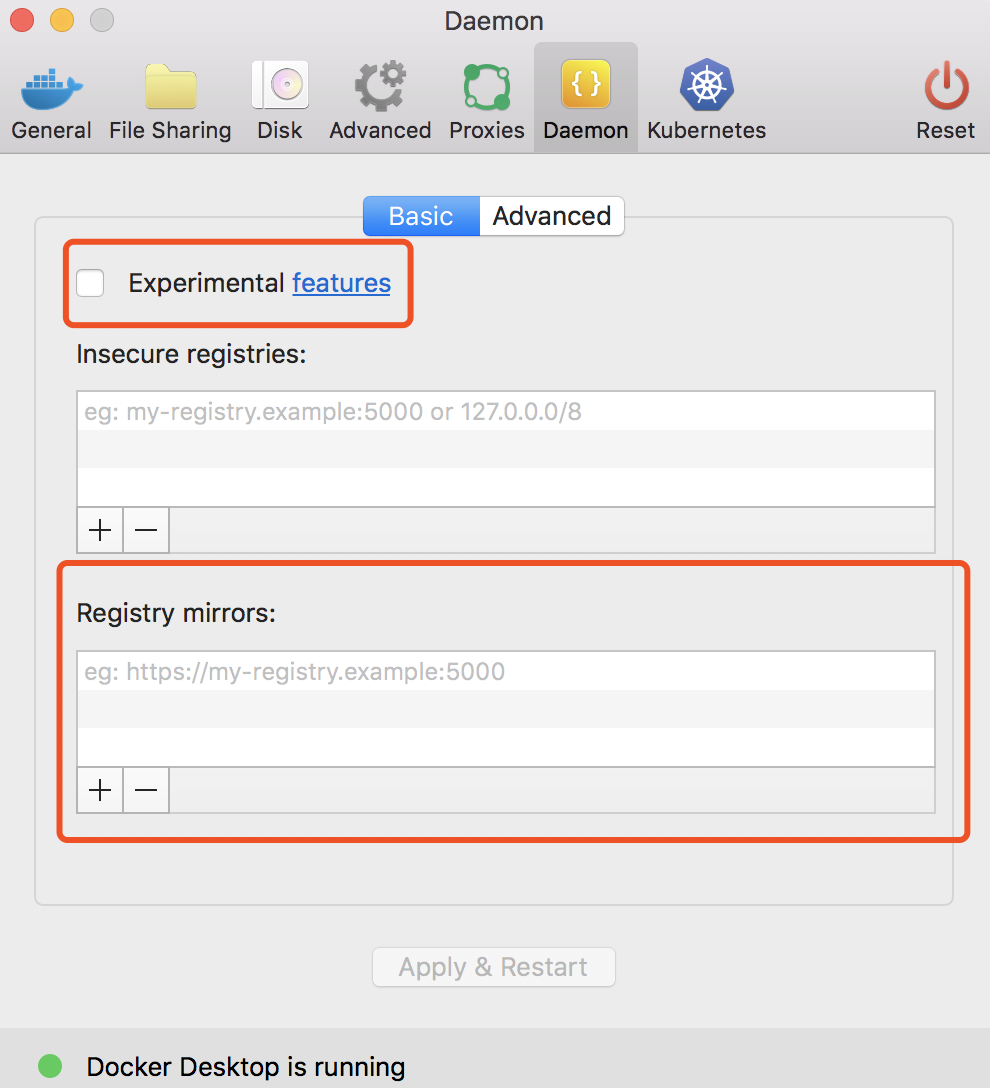 Daemon
General File Sharing Disk Advanced Proxies Daemon Kubernetes Reset
Basic Advanced
Experimental features
Insecure registries:
eg: my-registry.example:5000 or 127.0.0.0/8
Registry mirrors:
eg: https://my-registry.example:5000
Apply & Restart
Docker Desktop is running